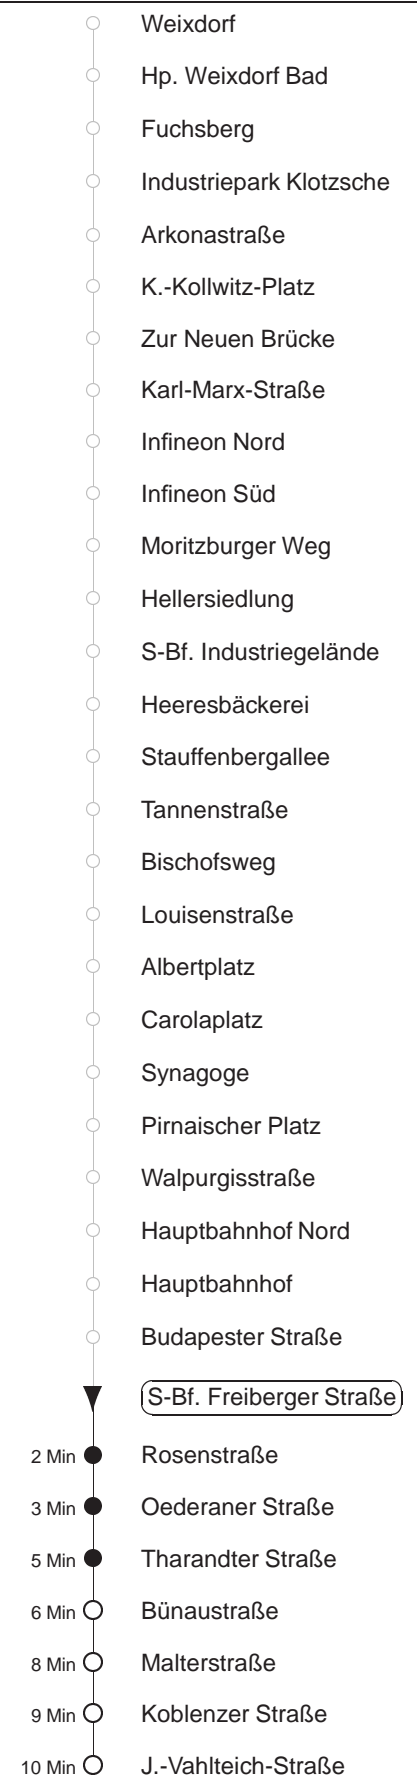 Weixdorf
Hp. Weixdorf Bad
Fuchsberg
Industriepark Klotzsche
Arkonastraße
K.-Kollwitz-Platz
Zur Neuen Brücke
Karl-Marx-Straße
Infineon Nord
Infineon Süd
Moritzburger Weg
Hellersiedlung
S-Bf. Industriegelände
Heeresbäckerei
Stauffenbergallee
Tannenstraße
Bischofsweg
Louisenstraße
Albertplatz
Carolaplatz
Synagoge
Pirnaischer Platz
Walpurgisstraße
Hauptbahnhof Nord
Hauptbahnhof
Budapester Straße
S-Bf. Freiberger Straße
2 Min Rosenstraße
3 Min Oederaner Straße
5 Min Tharandter Straße
6 Min Bünaustraße
8 Min Malterstraße
9 Min Koblenzer Straße
10 Min J.-Vahlteich-Straße